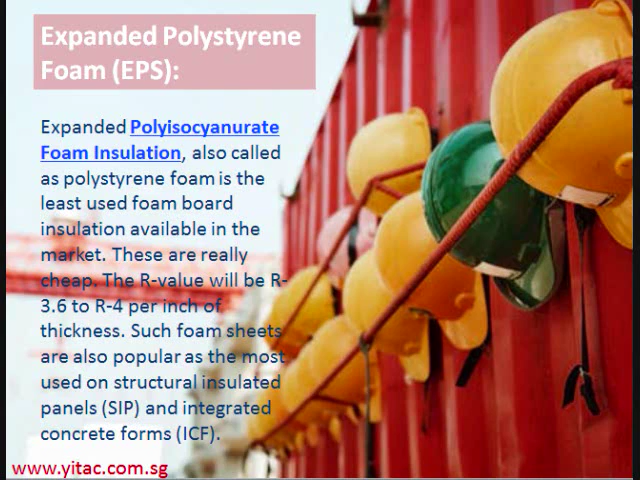 Expanded Polystyrene
Foam (EPS):
Expanded Polyisocyanurate
Foam Insulation, also called
as polystyrene foam is the
least used foam board
insulation available in the
market. These are really
cheap. The R-value will be R-
3.6 to R-4 per inch of
thickness. Such foam sheets
are also popular as the most
used on structural insulated
panels (SIP) and integrated
concrete forms (ICF).
www.yitac.com.sg